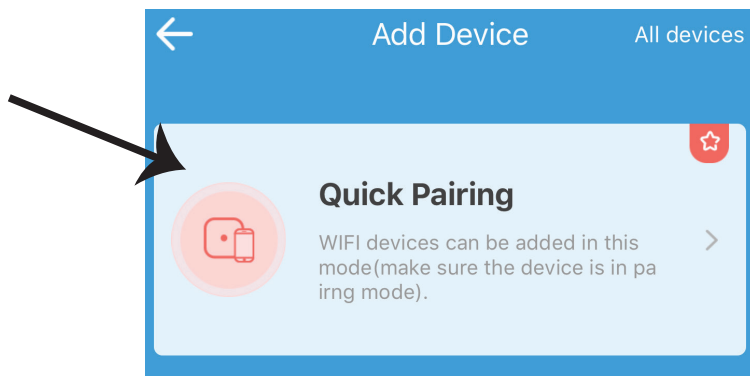 Add Device
All devices
Quick Pairing
WIFI devices can be added in this
mode(make sure the device is in pa
irng mode).